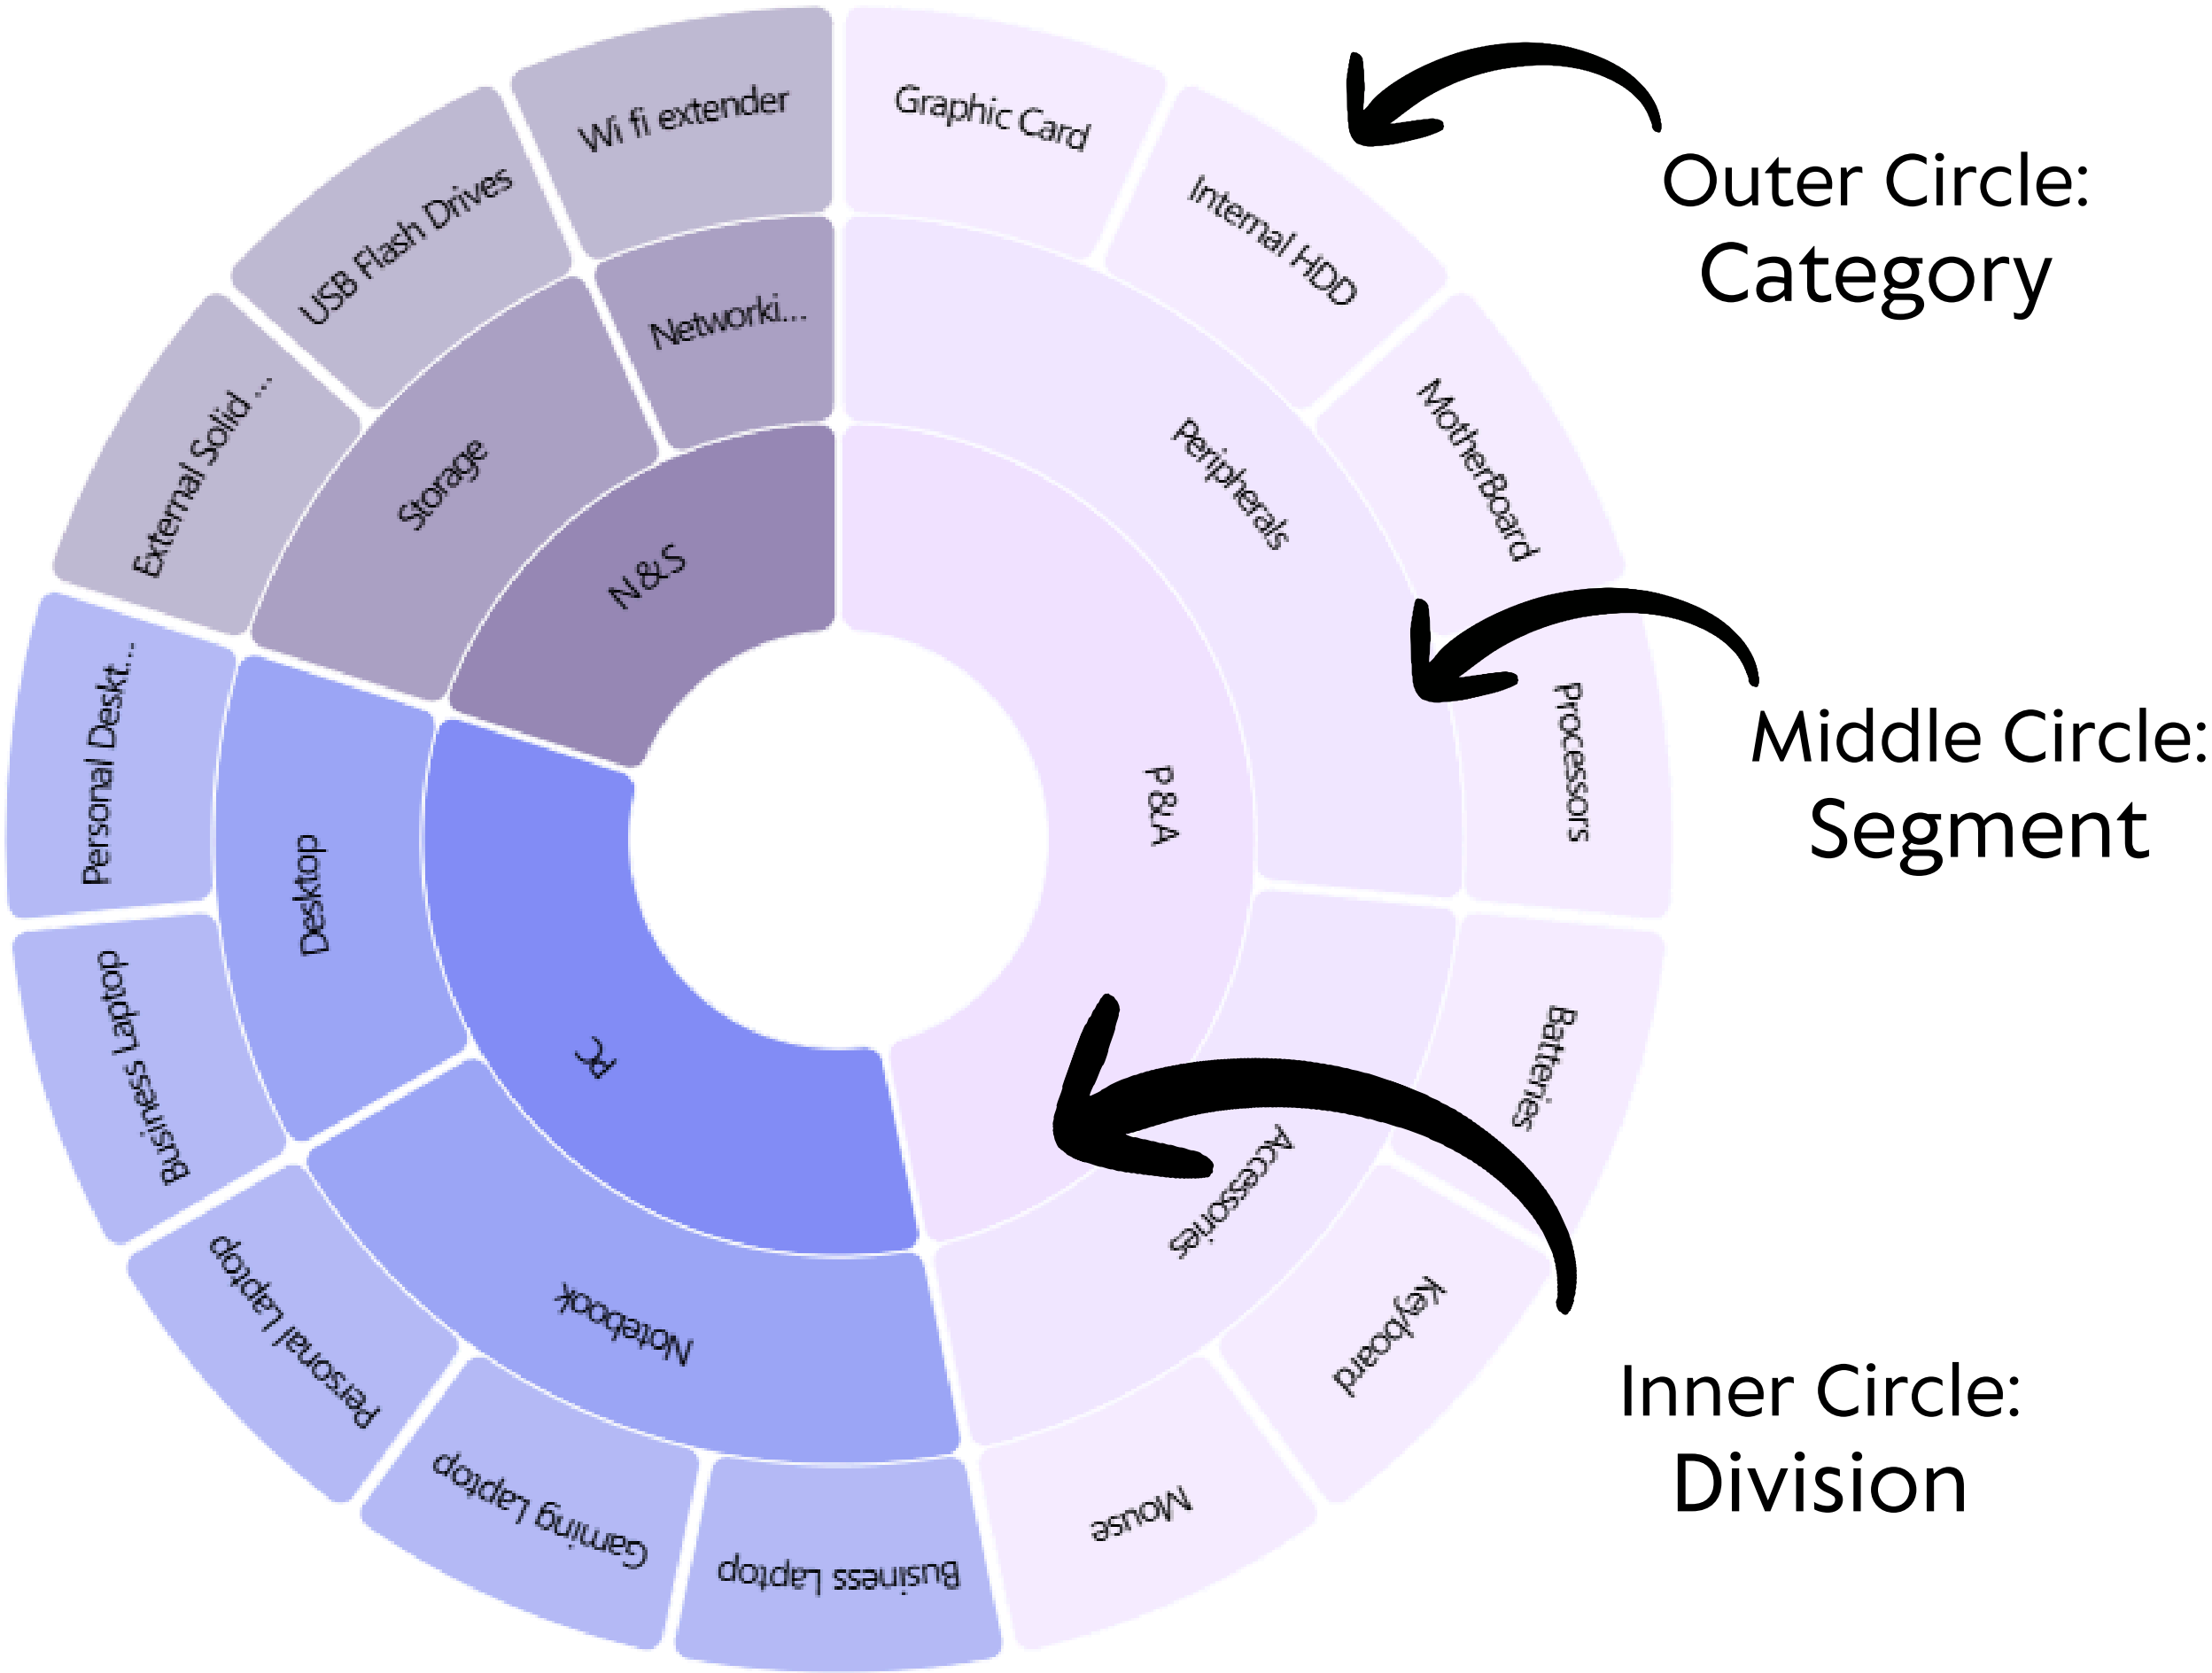 Wi fi extender
Graphic Card
Internal HDD
MotherBoard
Processors
Batteries
Keyboard
Mouse
Business Laptop
Gaming Laptop
Personal Laptop
Business Laptop
Personal Deskt...
External Solid ...
USB Flash Drives
Networki...
Peripherals
Accessories
Notebook
Desktop
Storage
N&S
P&A
PC
Outer Circle:
Category
Middle Circle:
Segment
Inner Circle:
Division